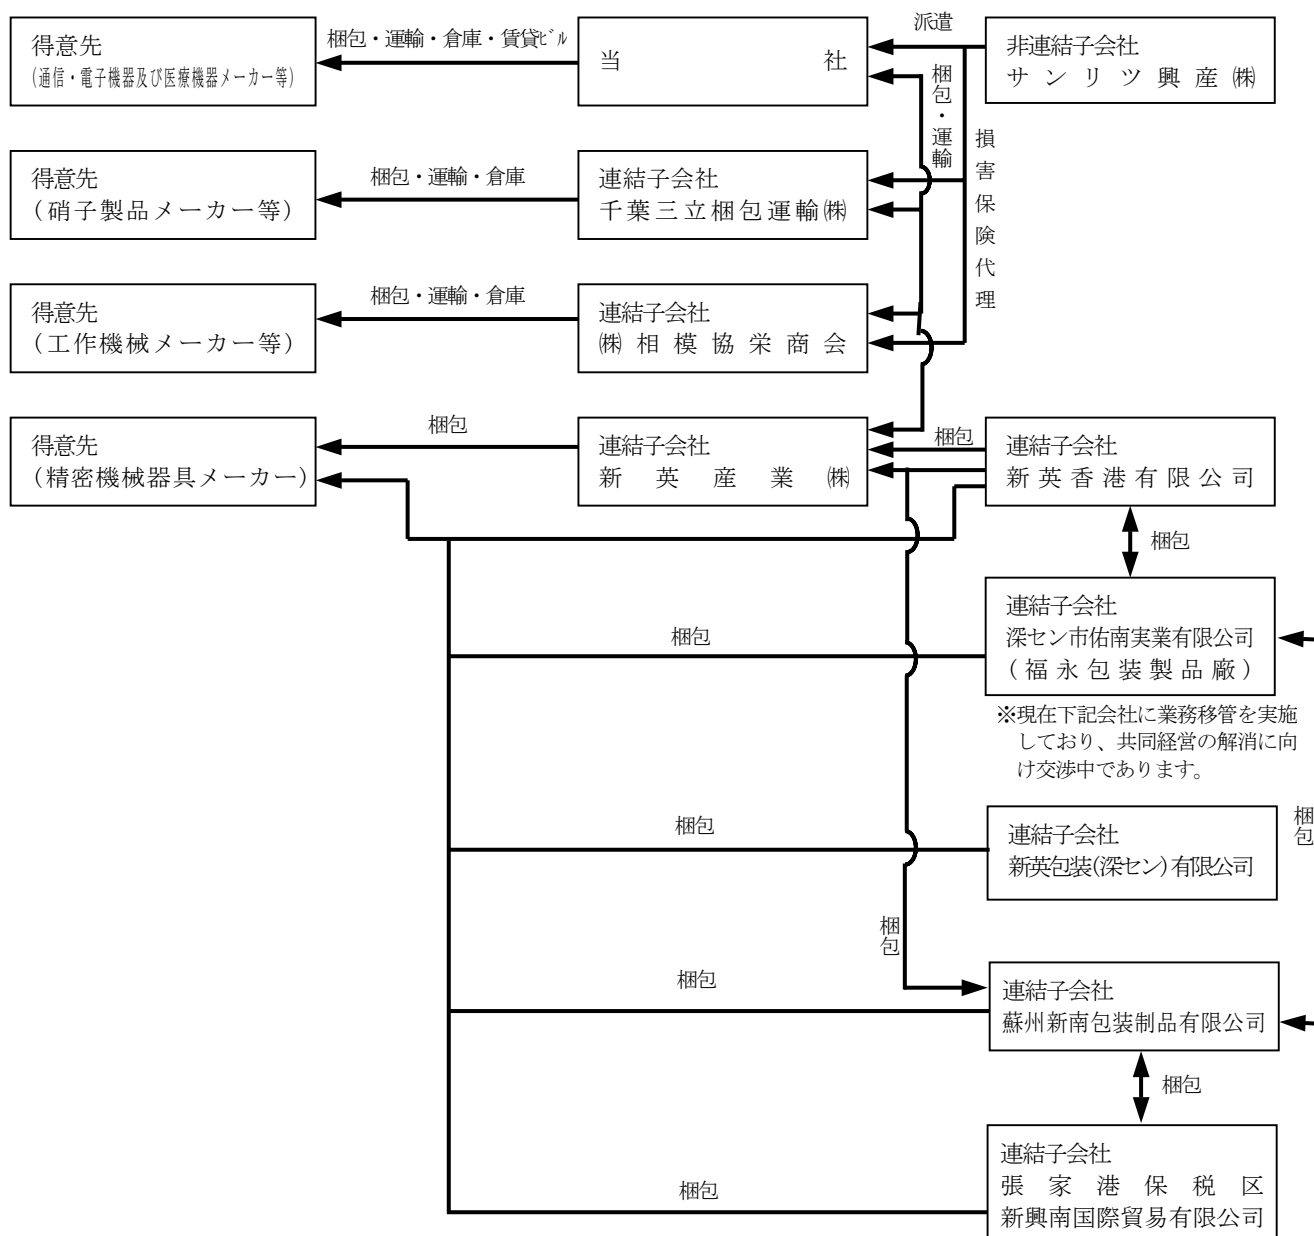 得意先
(通信・電子機器及び医療機器メーカー等)
梱包・運輸・倉庫・賃貸ビル
当社
派遣
非連結子会社
サンリツ興産㈱
梱包・運輸
損害保険代理
得意先
(硝子製品メーカー等)
梱包・運輸・倉庫
連結子会社
千葉三立梱包運輸㈱
得意先
(工作機械メーカー等)
梱包・運輸・倉庫
連結子会社
㈱相模協栄商会
得意先
(精密機械器具メーカー)
梱包
連結子会社
新英産業㈱
梱包
連結子会社
新英香港有限公司
梱包
梱包
連結子会社
深セン市佑南実業有限公司
(福永包装製品廠)
※現在下記会社に業務移管を実施
しており、共同経営の解消に向
け交渉中であります。
梱包
連結子会社
新英包装(深セン)有限公司
梱包
梱包
梱包
連結子会社
蘇州新南包装制品有限公司
梱包
梱包
連結子会社
張家港保税区
新興南国際貿易有限公司